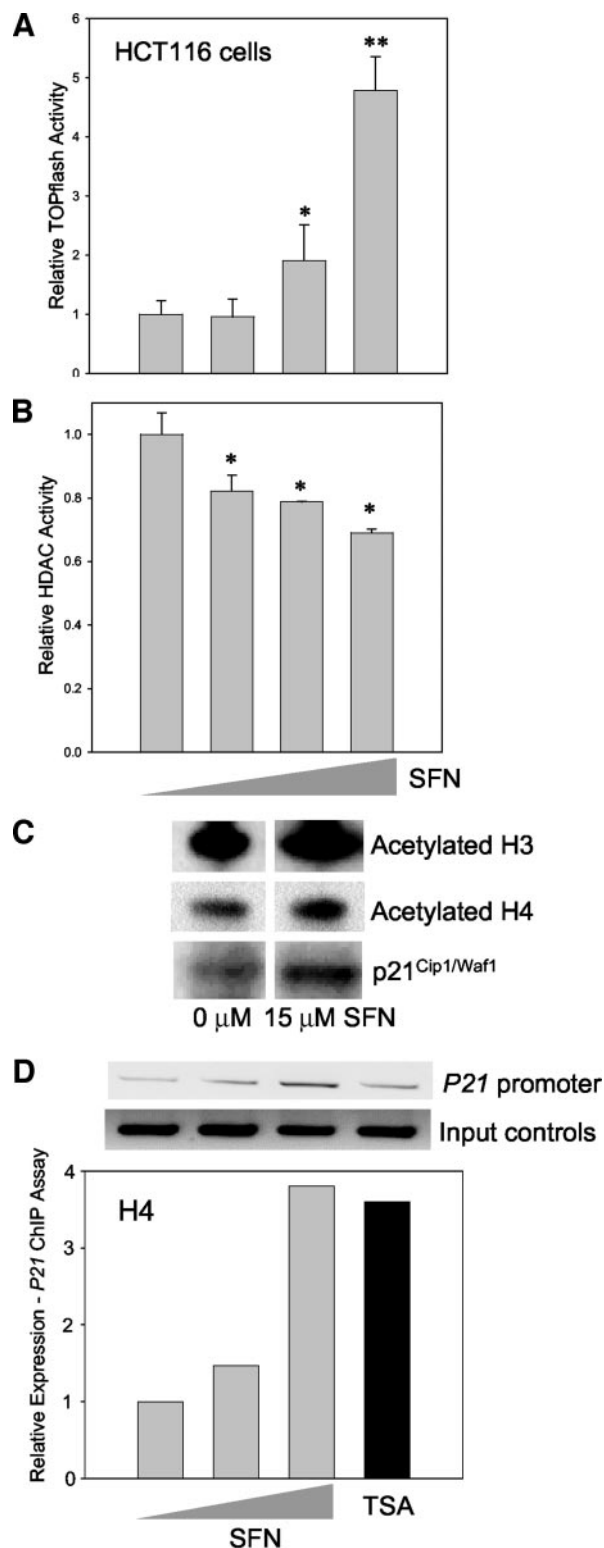 A
HCT116 cells
Relative TOPflash Activity
6
5
4
3
2
1
0
*
**
B
Relative HDAC Activity
1.0
0.8
0.6
0.4
0.2
0.0
*
*
*
SFN
C
Acetylated H3
Acetylated H4
p21Cip1/Waf1
0 μM 15 μM SFN
D
P21 promoter
Input controls
Relative Expression - P21 ChIP Assay
4
3
2
1
0
H4
SFN
TSA